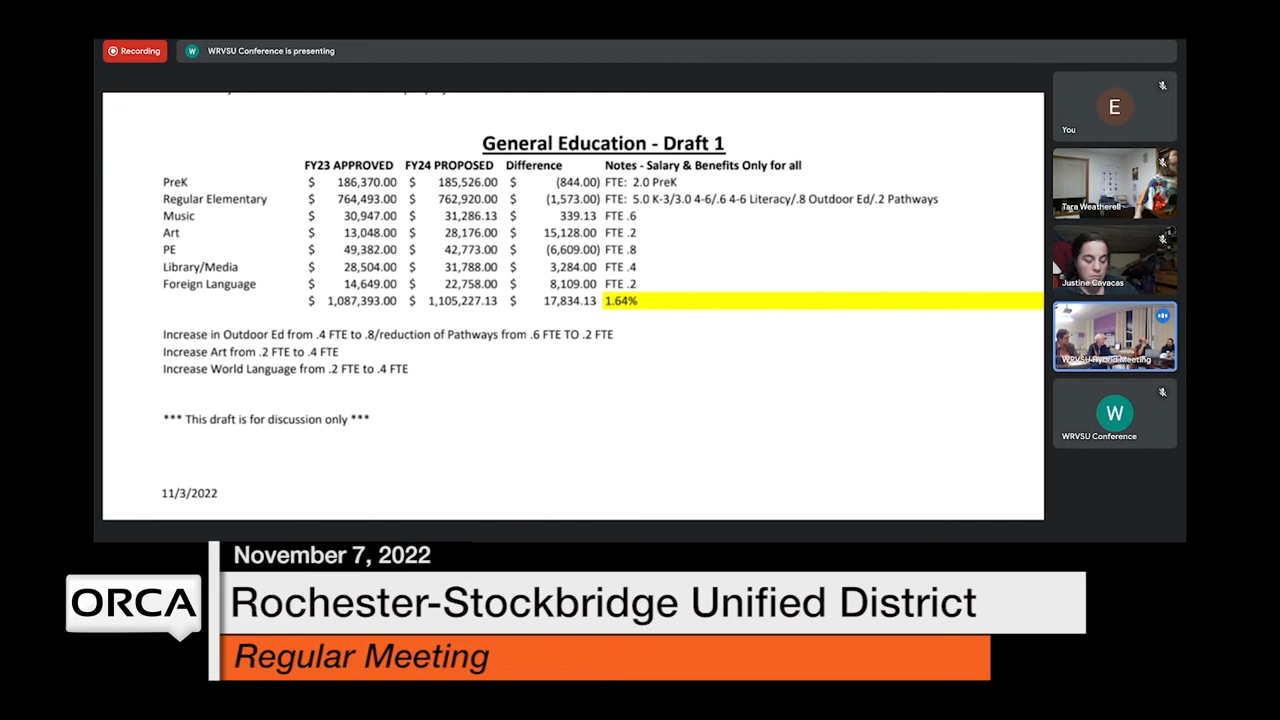 Recording
W WRVSU Conference is presenting
General Education - Draft 1
FY23 APPROVED FY24 PROPOSED Difference Notes - Salary & Benefits Only for all
PreK $ 186,370.00 $ 185,526.00 $ (844.00) FTE: 2.0 PreK
Regular Elementary $ 764,493.00 $ 762,920.00 $ (1,573.00) FTE: 5.0 K-3/3.0 4-6/.6 4-6 Literacy/.8 Outdoor Ed/.2 Pathways
Music $ 30,947.00 $ 31,286.13 $ 339.13 FTE .6
Art $ 13,048.00 $ 28,176.00 $ 15,128.00 FTE .2
PE $ 49,382.00 $ 42,773.00 $ (6,609.00) FTE .8
Library/Media $ 28,504.00 $ 31,788.00 $ 3,284.00 FTE .4
Foreign Language $ 14,649.00 $ 22,758.00 $ 8,109.00 FTE .2
$ 1,087,393.00 $ 1,105,227.13 $ 17,834.13 1.64%
Increase in Outdoor Ed from .4 FTE to .8/reduction of Pathways from .6 FTE TO .2 FTE
Increase Art from .2 FTE to .4 FTE
Increase World Language from .2 FTE to .4 FTE
*** This draft is for discussion only ***
11/3/2022
E
You
Tara Weatherell
Justine Cavacas
WRVSU Hybrid Meeting
W
WRVSU Conference
November 7, 2022
ORCA
Rochester-Stockbridge Unified District
Regular Meeting